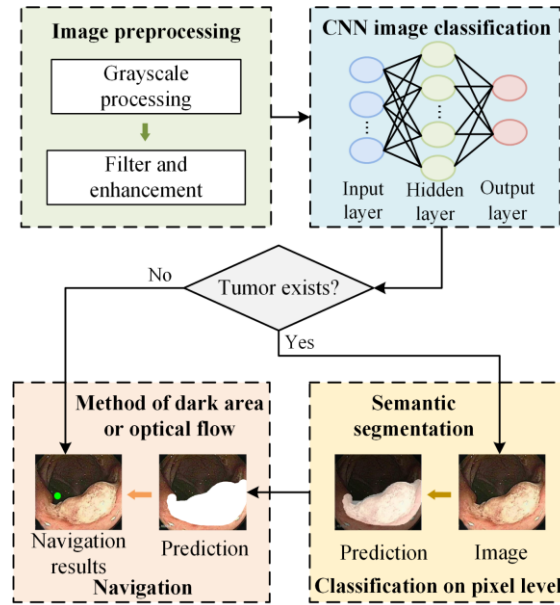 Image preprocessing
Grayscale
processing
Filter and
enhancement
CNN image classification
Input
layer
Hidden
layer
Output
layer
Tumor exists?
No
Yes
Method of dark area
or optical flow
Navigation
results
Prediction
Navigation
Semantic
segmentation
Prediction
Image
Classification on pixel level